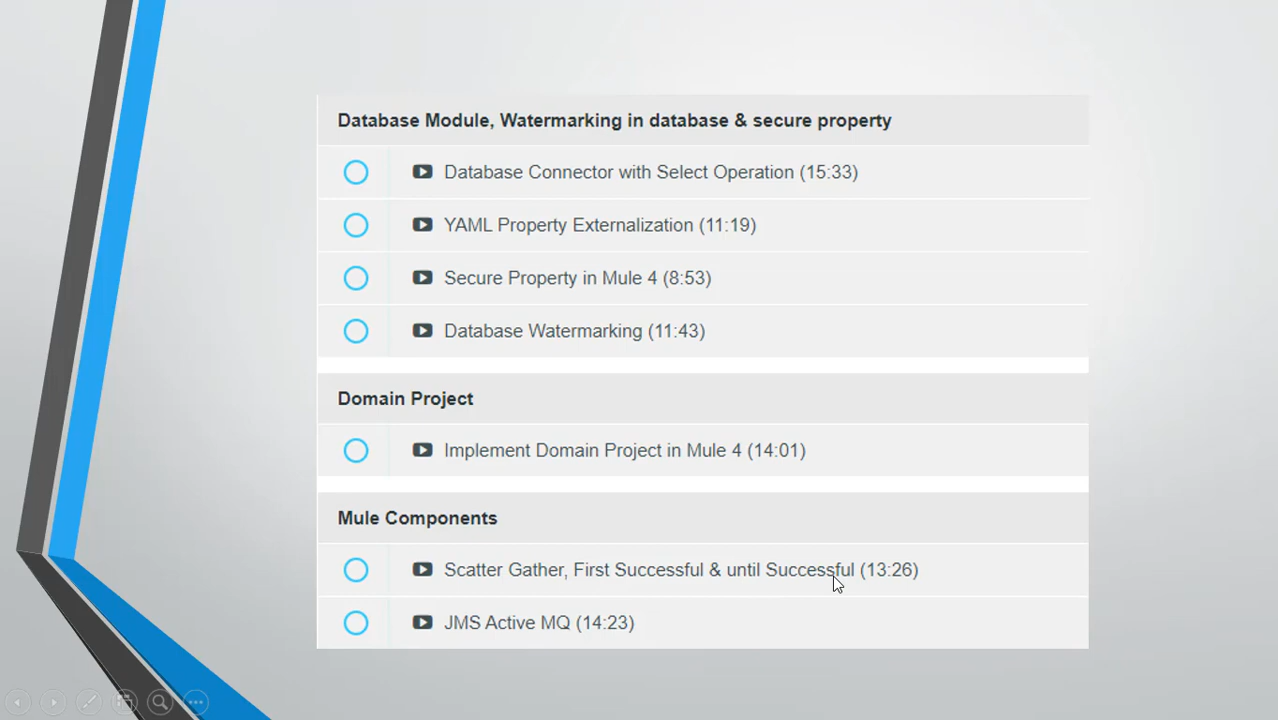 Database Module, Watermarking in database & secure property
Database Connector with Select Operation (15:33)
YAML Property Externalization (11:19)
Secure Property in Mule 4 (8:53)
Database Watermarking (11:43)
Domain Project
Implement Domain Project in Mule 4 (14:01)
Mule Components
Scatter Gather, First Successful & until Successful (13:26)
JMS Active MQ (14:23)